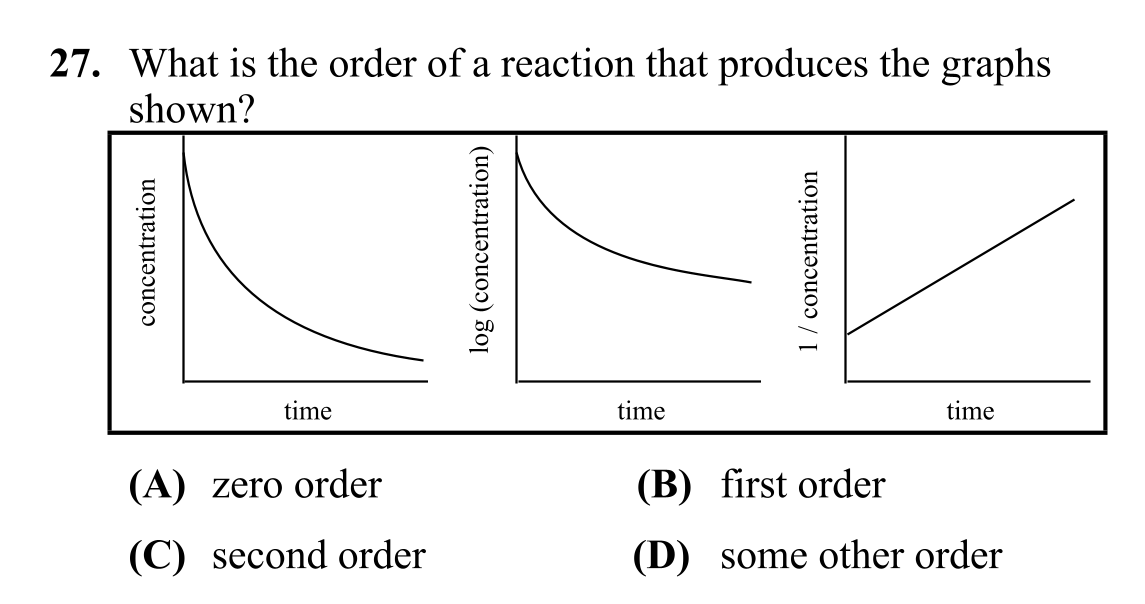 27. What is the order of a reaction that produces the graphs
shown?
concentration
time
log (concentration)
time
1 / concentration
time
(A) zero order
(B) first order
(C) second order
(D) some other order